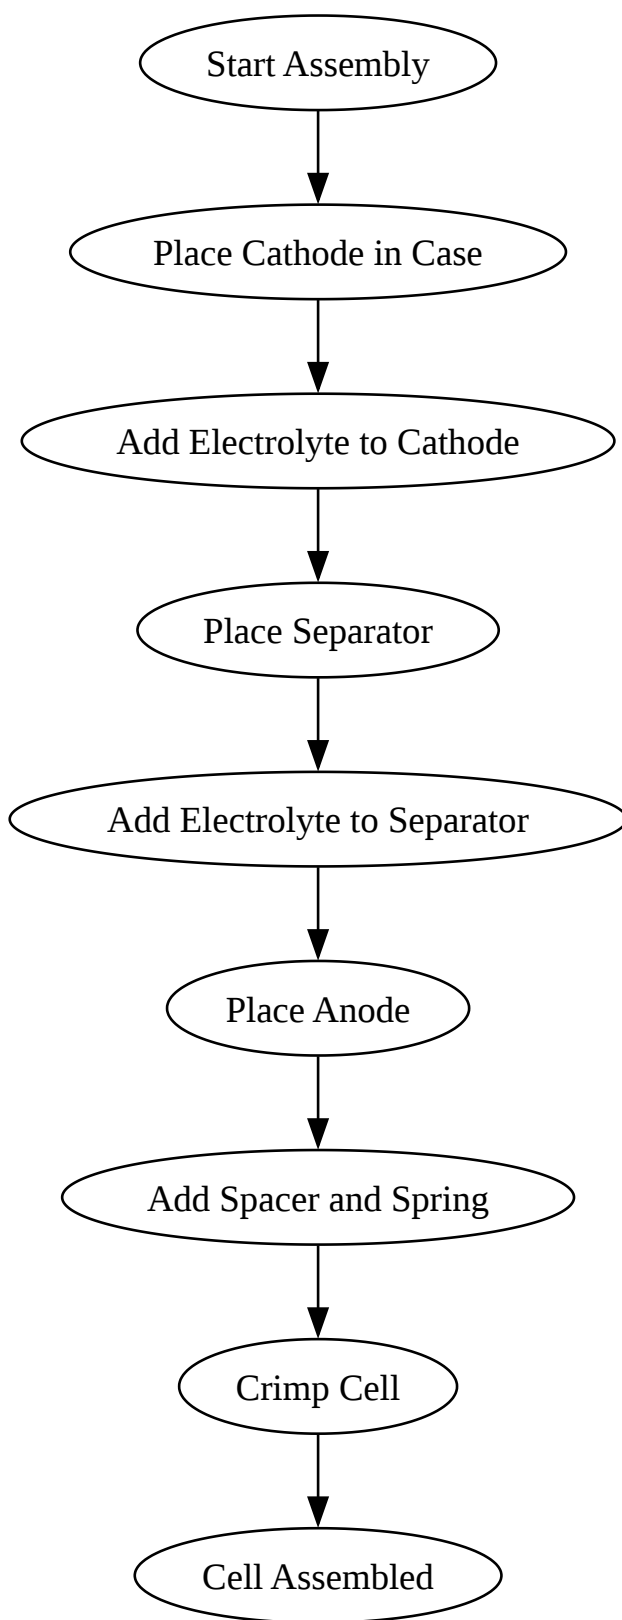 Start Assembly
Place Cathode in Case
Add Electrolyte to Cathode
Place Separator
Add Electrolyte to Separator
Place Anode
Add Spacer and Spring
Crimp Cell
Cell Assembled